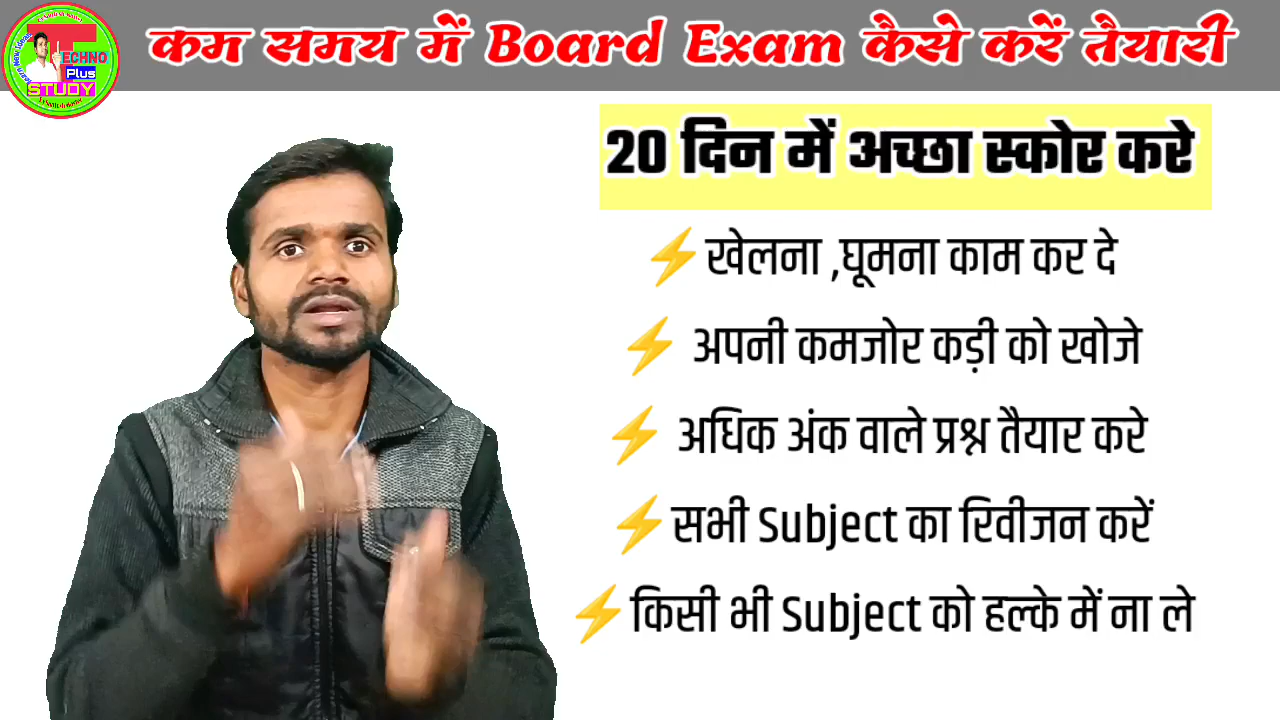 कम समय में Board Exam कैसे करें तैयारी
TECHNO
Plus
STUDY
20 दिन में अच्छा स्कोर करे
⚡खेलना ,घूमना काम कर दे
⚡ अपनी कमजोर कड़ी को खोजे
⚡ अधिक अंक वाले प्रश्न तैयार करे
⚡सभी Subject का रिवीजन करें
⚡किसी भी Subject को हल्के में ना ले